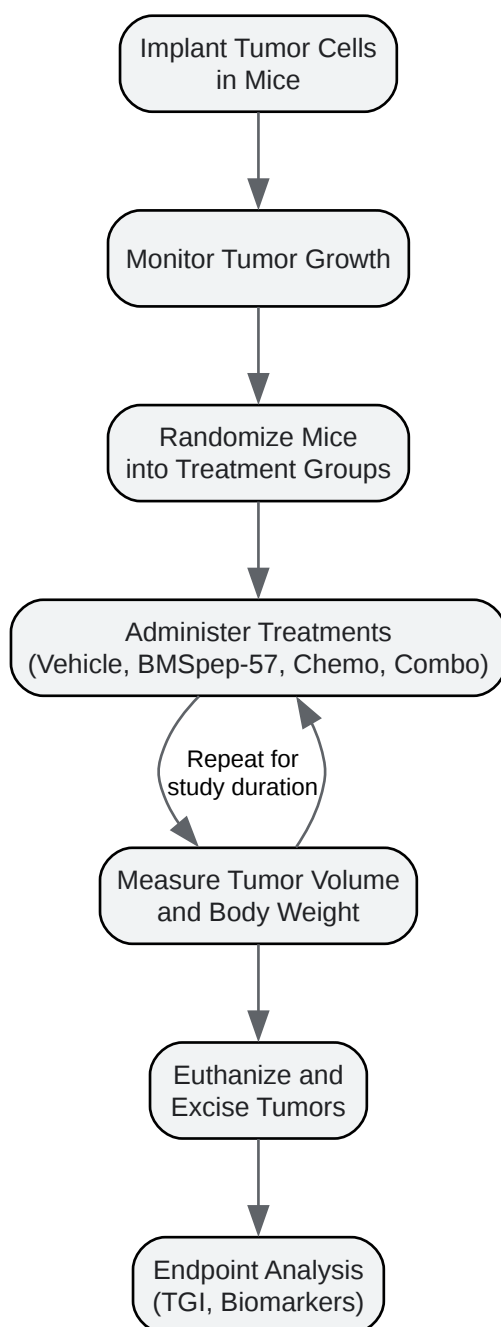 Implant Tumor Cells
in Mice
Monitor Tumor Growth
Randomize Mice
into Treatment Groups
Administer Treatments
(Vehicle, BMSpep-57, Chemo, Combo)
Repeat for
study duration
Measure Tumor Volume
and Body Weight
Euthanize and
Excise Tumors
Endpoint Analysis
(TGI, Biomarkers)